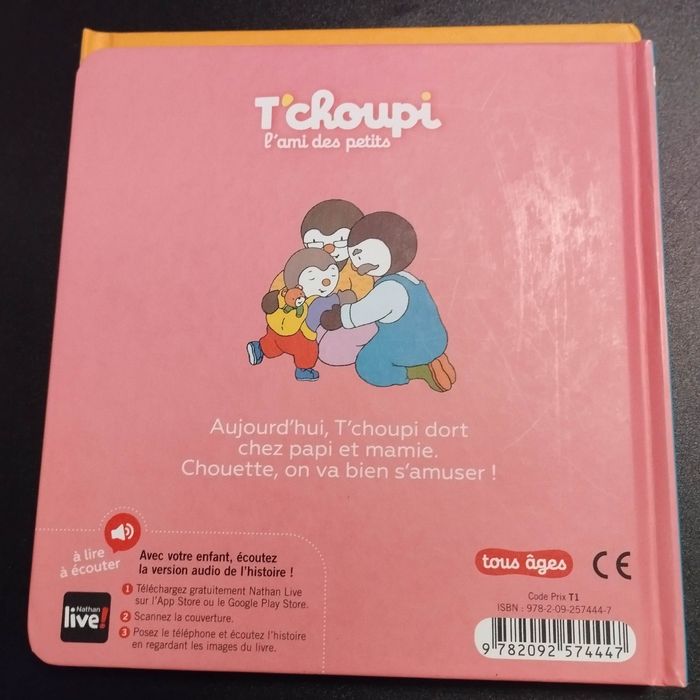 T'choupi
l'ami des petits
Aujourd'hui, T'choupi dort
chez papi et mamie.
Chouette, on va bien s'amuser !
à lire
à écouter
Avec votre enfant, écoutez
la version audio de l'histoire !
1 Téléchargez gratuitement Nathan Live
sur l'App Store ou le Google Play Store.
2 Scannez la couverture.
3 Posez le téléphone et écoutez l'histoire
en regardant les images du livre.
Nathan
live!
tous âges
CE
Code Prix T1
ISBN : 978-2-09-257444-7
9 782092 574447